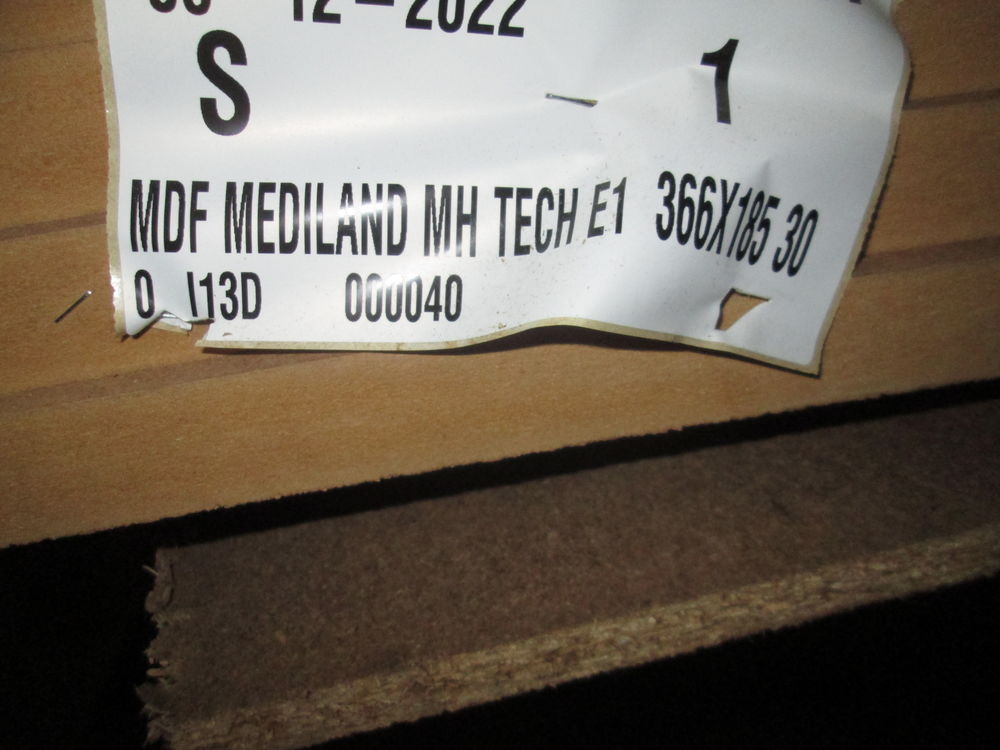 12-2022
S 1
MDF MEDILAND MH TECH E1 366X185 30
0 I13D 000040